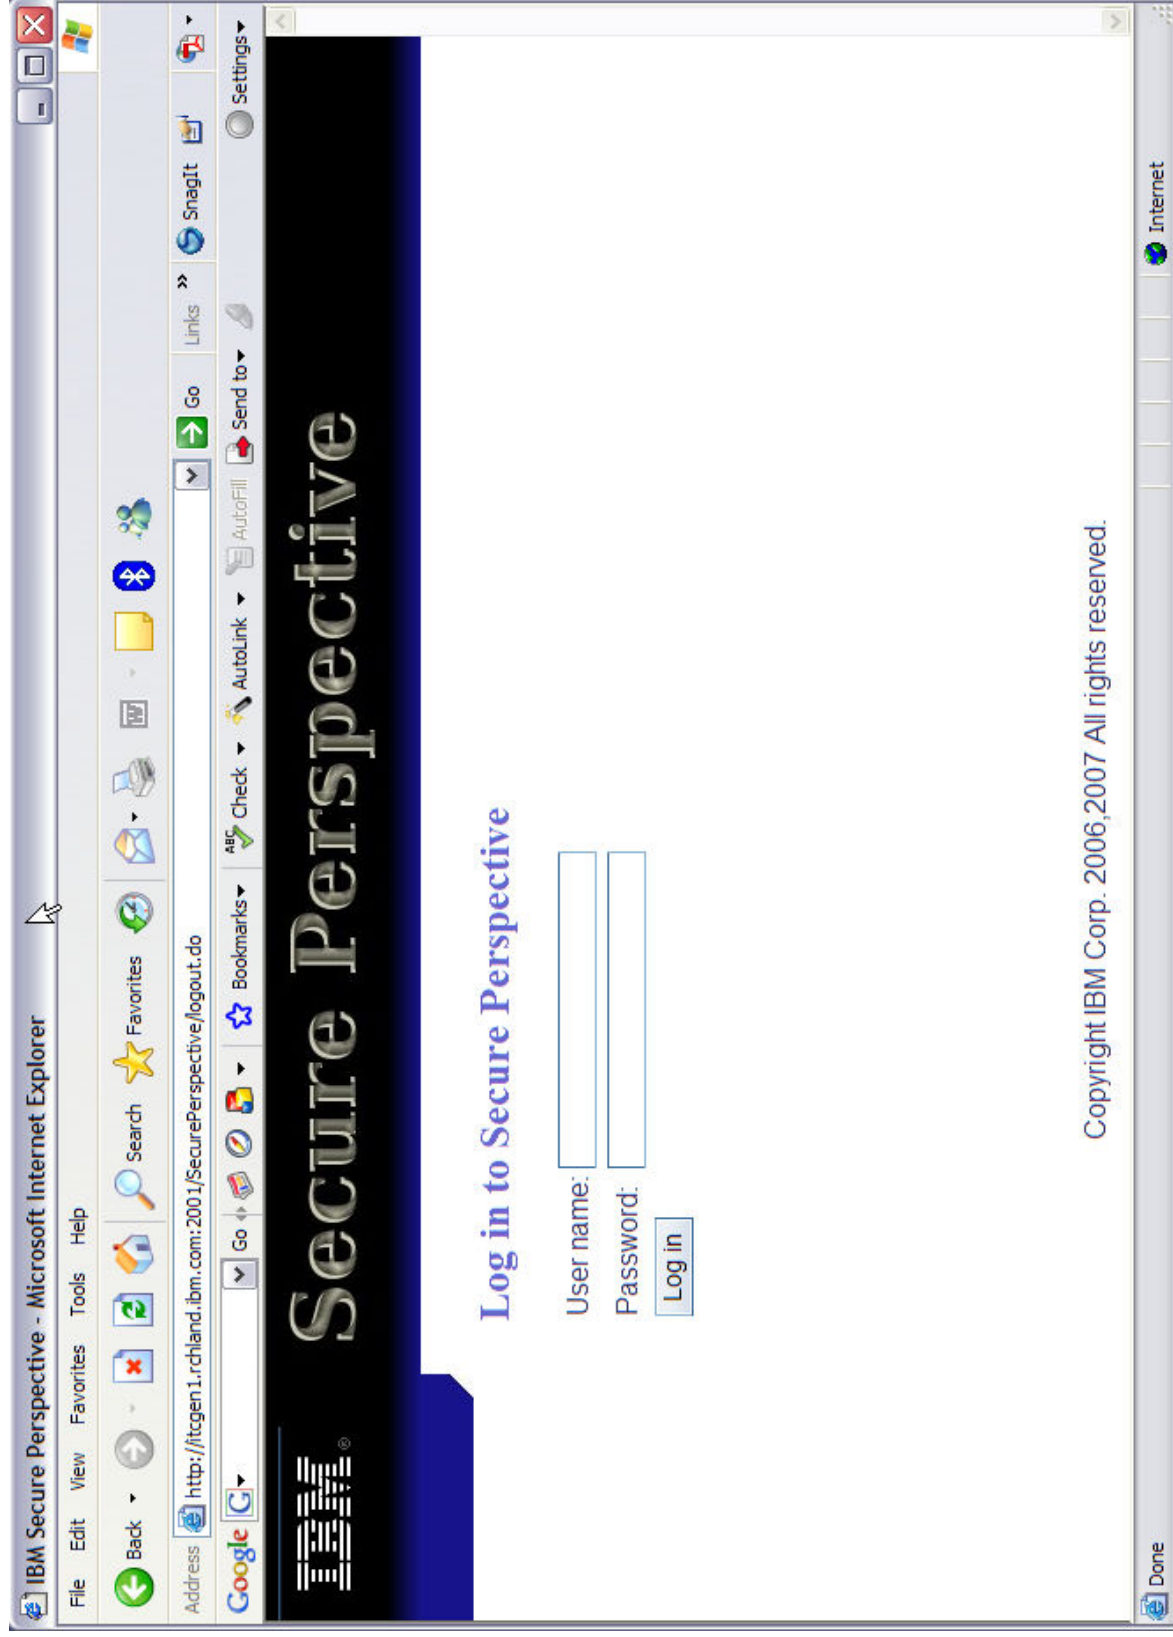 IBM Secure Perspective - Microsoft Internet Explorer
File Edit View Favorites Tools Help
Back Search Favorites
Address http://itcgen1.rchland.ibm.com:2001/SecurePerspective/logout.do Go Links » SnagIt
Google G Go Bookmarks ABC Check AutoLink AutoFill Send to Settings
IBM® Secure Perspective
Log in to Secure Perspective
User name:
Password:
Log in
Copyright IBM Corp. 2006,2007 All rights reserved.
Done Internet